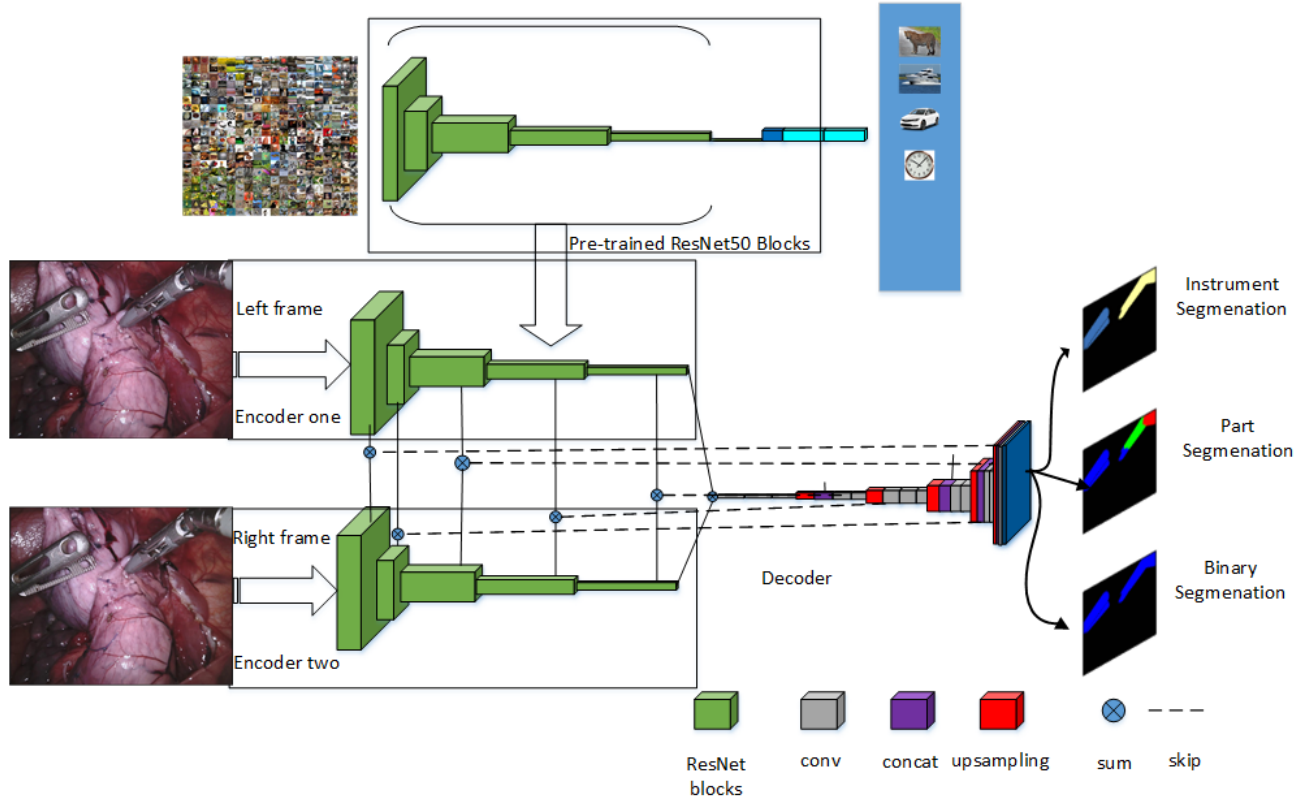 Pre-trained ResNet50 Blocks
Left frame
Encoder one
Right frame
Encoder two
Decoder
Instrument
Segmenation
Part
Segmenation
Binary
Segmenation
ResNet
blocks
conv
concat
upsampling
sum
skip